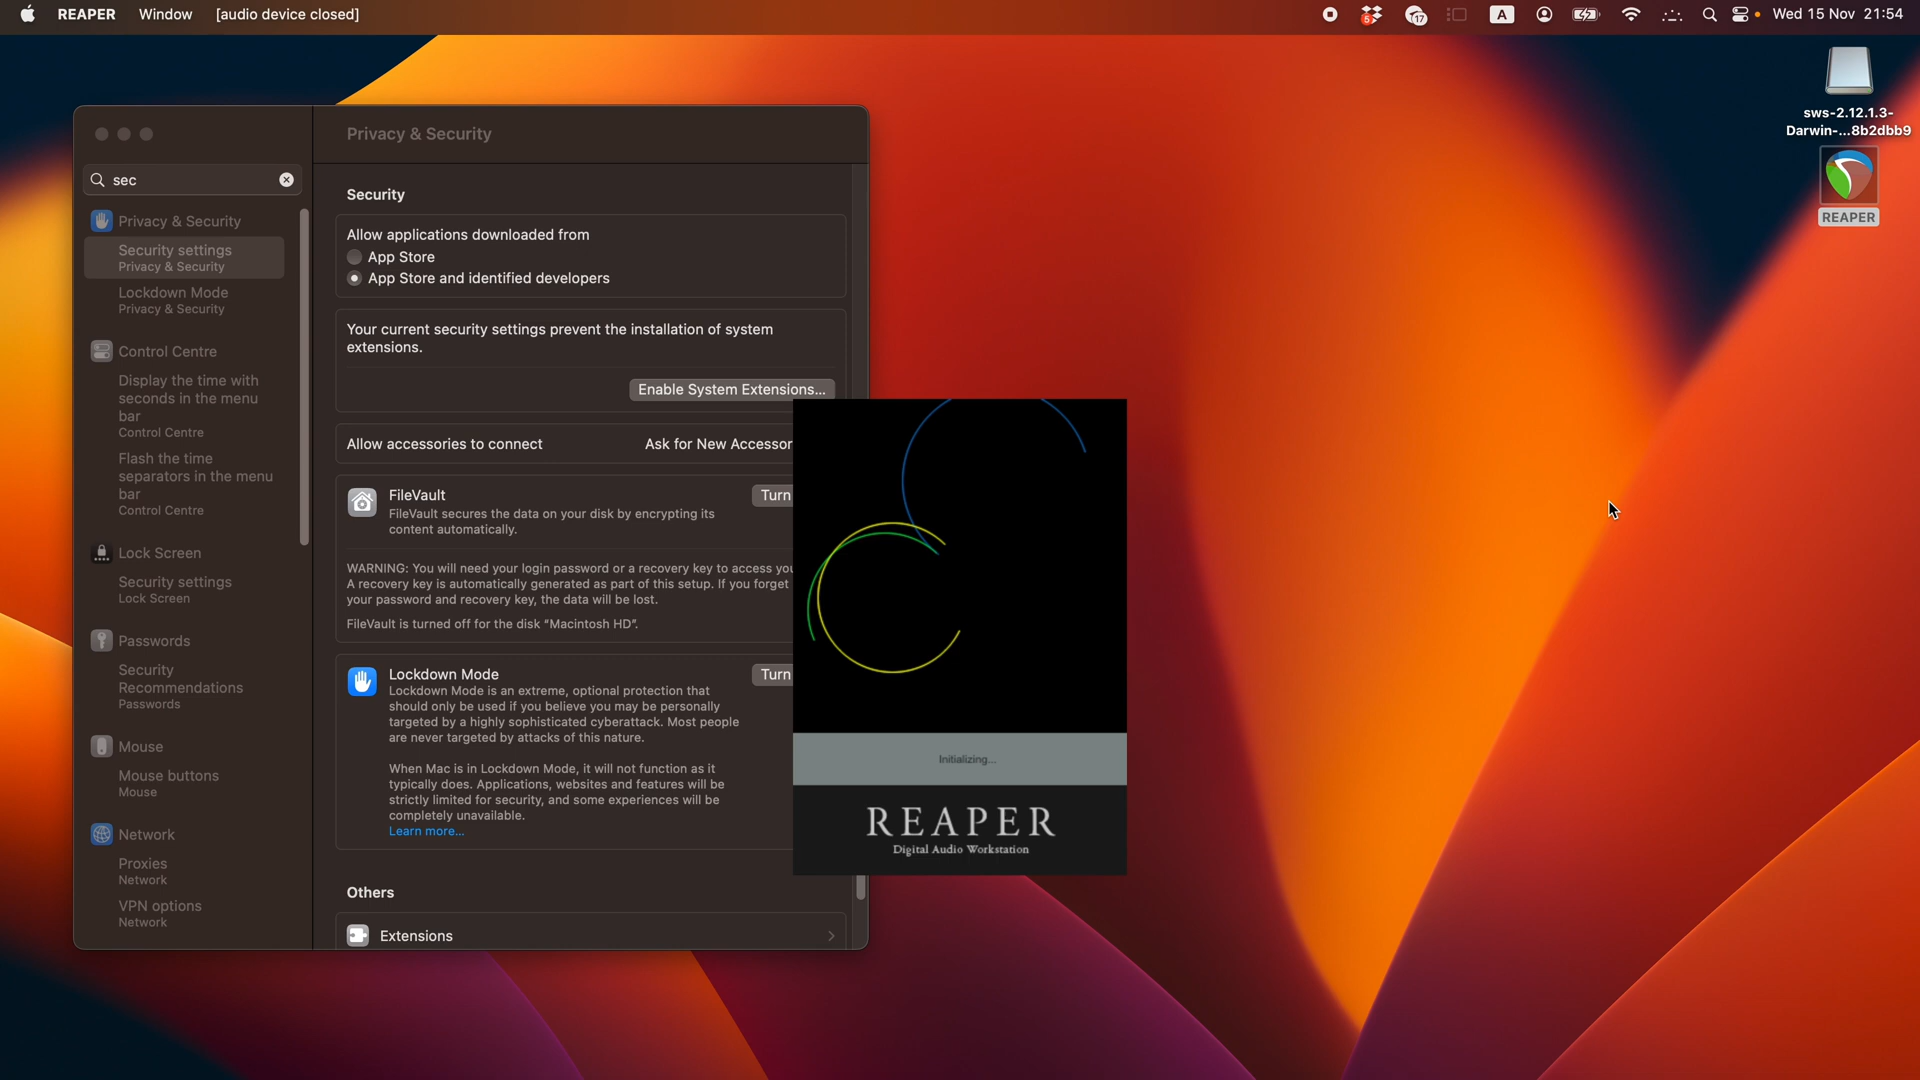 REAPER Window [audio device closed]
5 17 A Wed 15 Nov 21:54
sws-2.12.1.3-
Darwin-...8b2dbb9
REAPER
sec
Privacy & Security
Security settings
Privacy & Security
Lockdown Mode
Privacy & Security
Control Centre
Display the time with
seconds in the menu
bar
Control Centre
Flash the time
separators in the menu
bar
Control Centre
Lock Screen
Security settings
Lock Screen
Passwords
Security
Recommendations
Passwords
Mouse
Mouse buttons
Mouse
Network
Proxies
Network
VPN options
Network
Privacy & Security
Security
Allow applications downloaded from
App Store
App Store and identified developers
Your current security settings prevent the installation of system
extensions.
Enable System Extensions...
Allow accessories to connect Ask for New Accessor
FileVault Turn
FileVault secures the data on your disk by encrypting its
content automatically.
WARNING: You will need your login password or a recovery key to access you
A recovery key is automatically generated as part of this setup. If you forget
your password and recovery key, the data will be lost.
FileVault is turned off for the disk “Macintosh HD”.
Lockdown Mode Turn
Lockdown Mode is an extreme, optional protection that
should only be used if you believe you may be personally
targeted by a highly sophisticated cyberattack. Most people
are never targeted by attacks of this nature.
When Mac is in Lockdown Mode, it will not function as it
typically does. Applications, websites and features will be
strictly limited for security, and some experiences will be
completely unavailable.
Learn more...
Others
Extensions
Initializing...
REAPER
Digital Audio Workstation